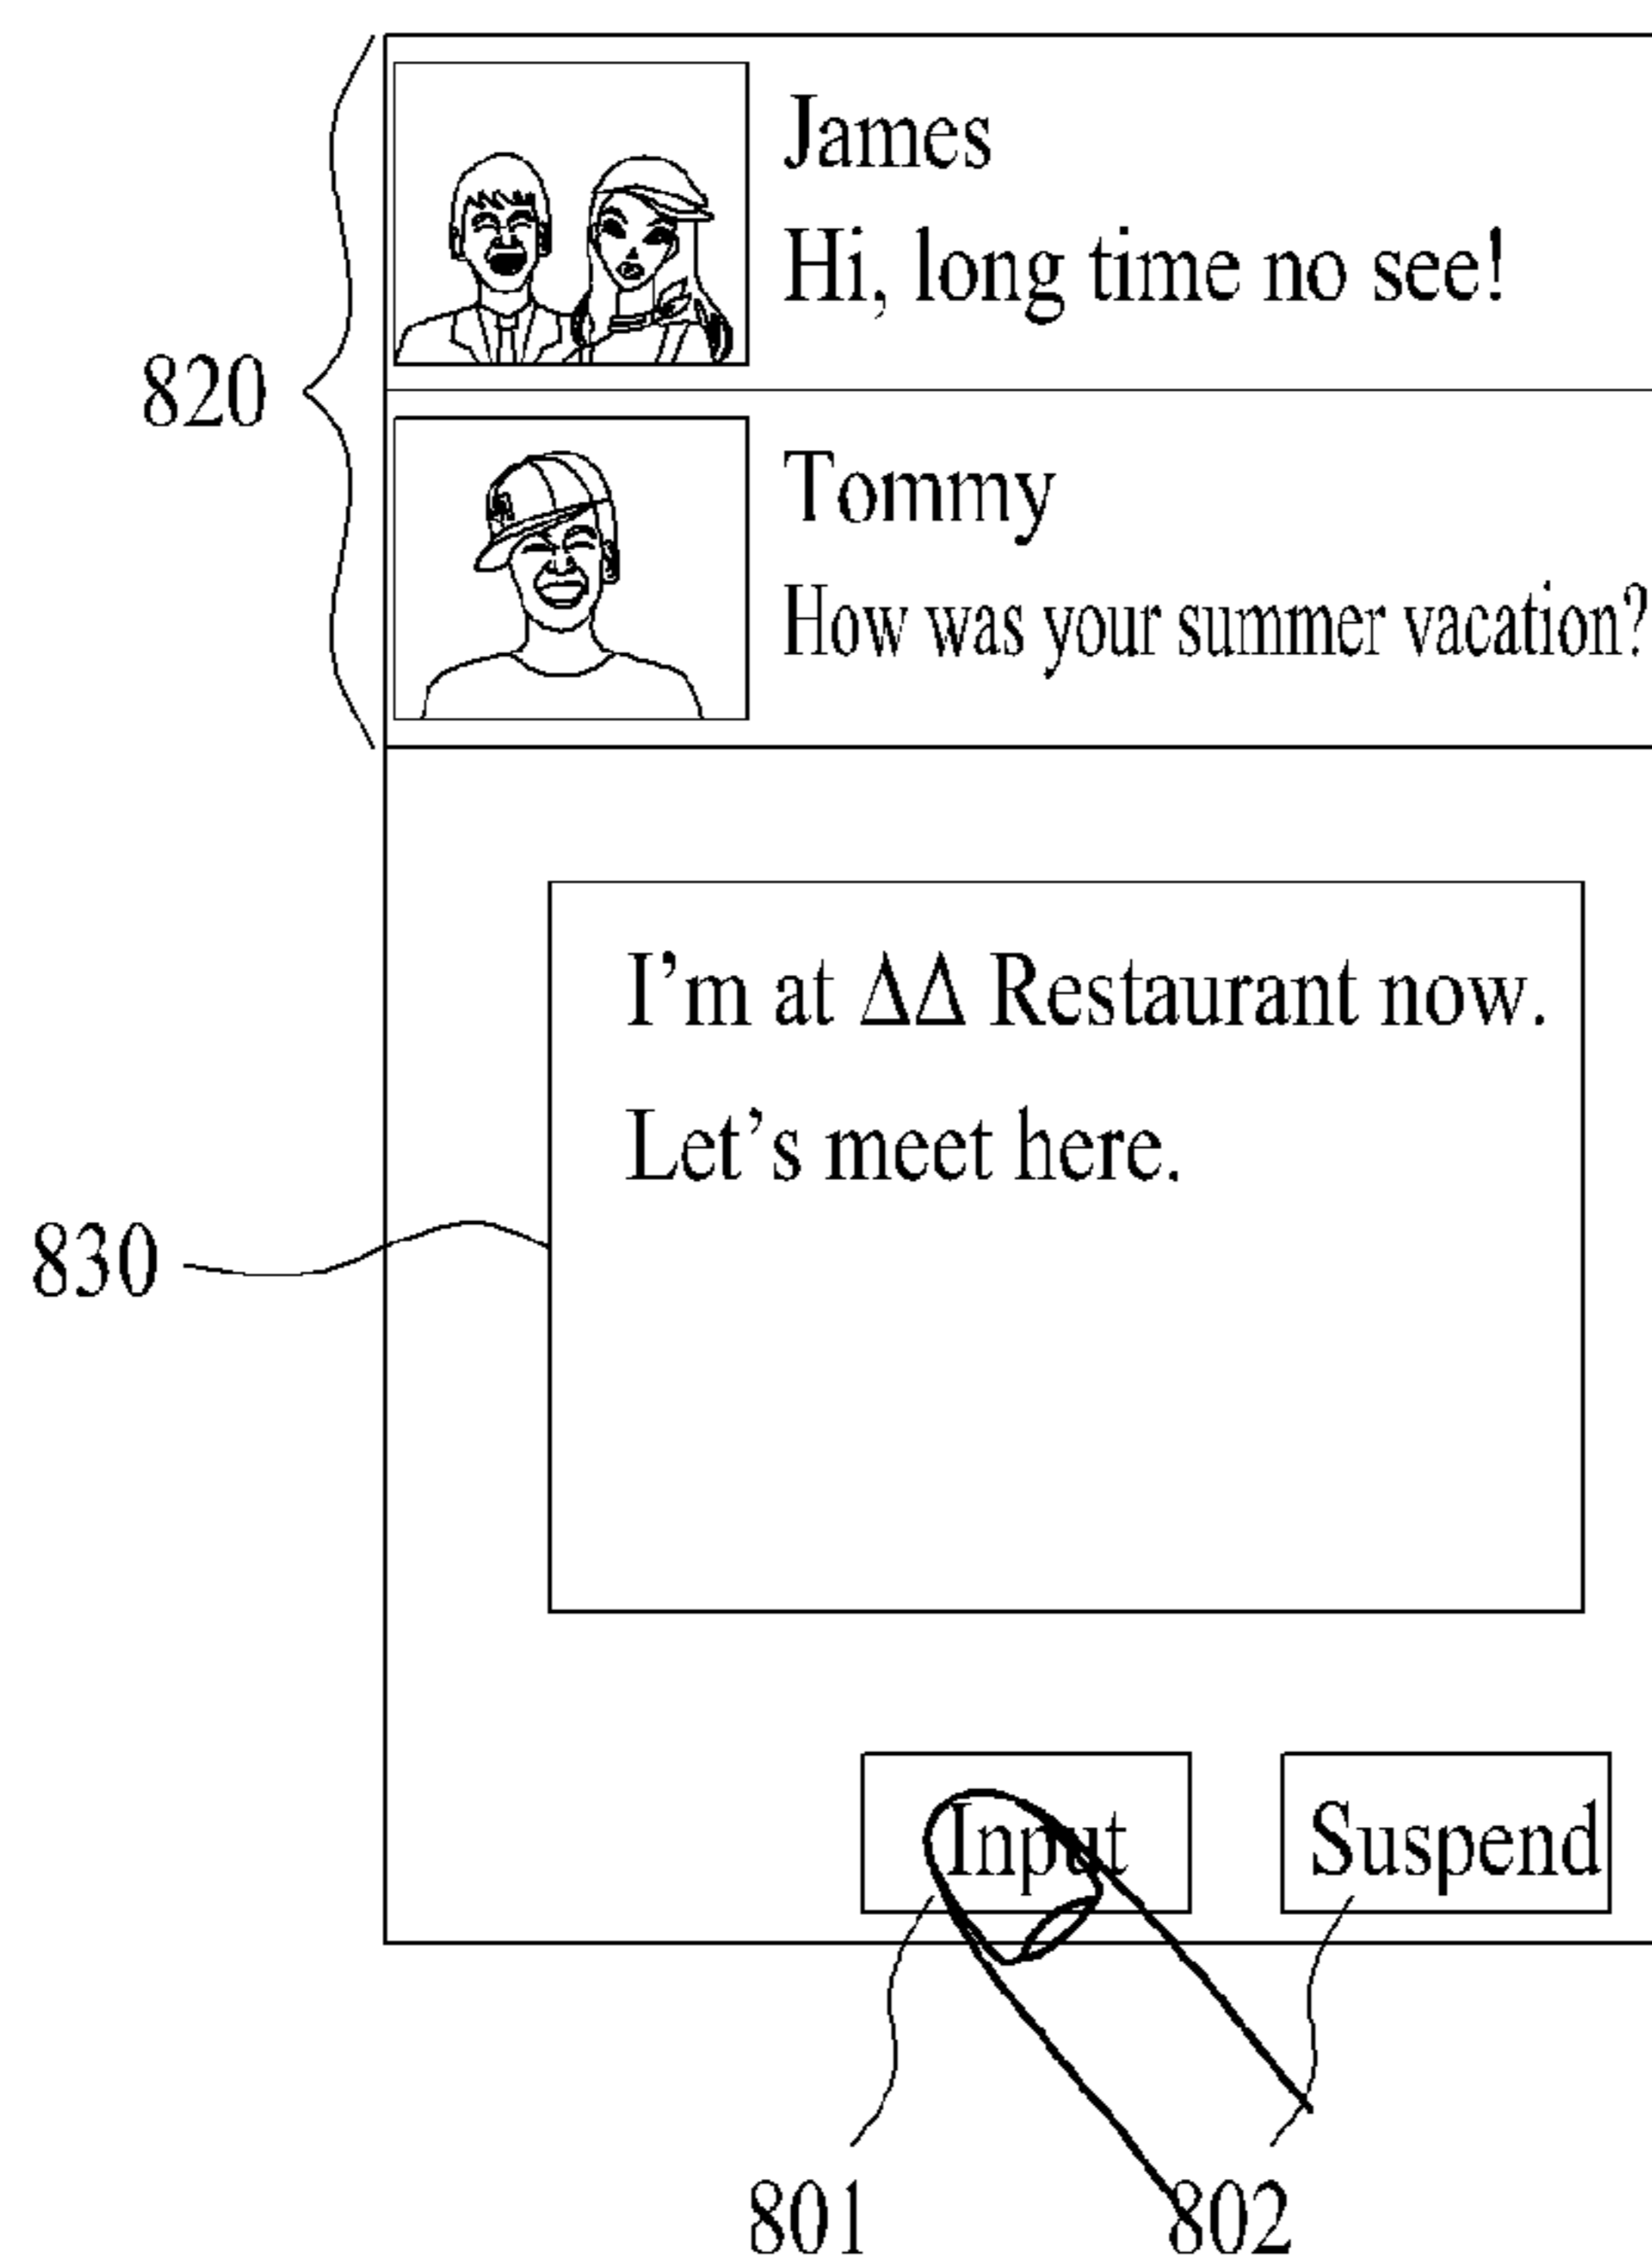 James
Hi, long time no see!
820
Tommy
How was your summer vacation?
I'm at ΔΔ Restaurant now.
Let's meet here.
830
Input
Suspend
801
802